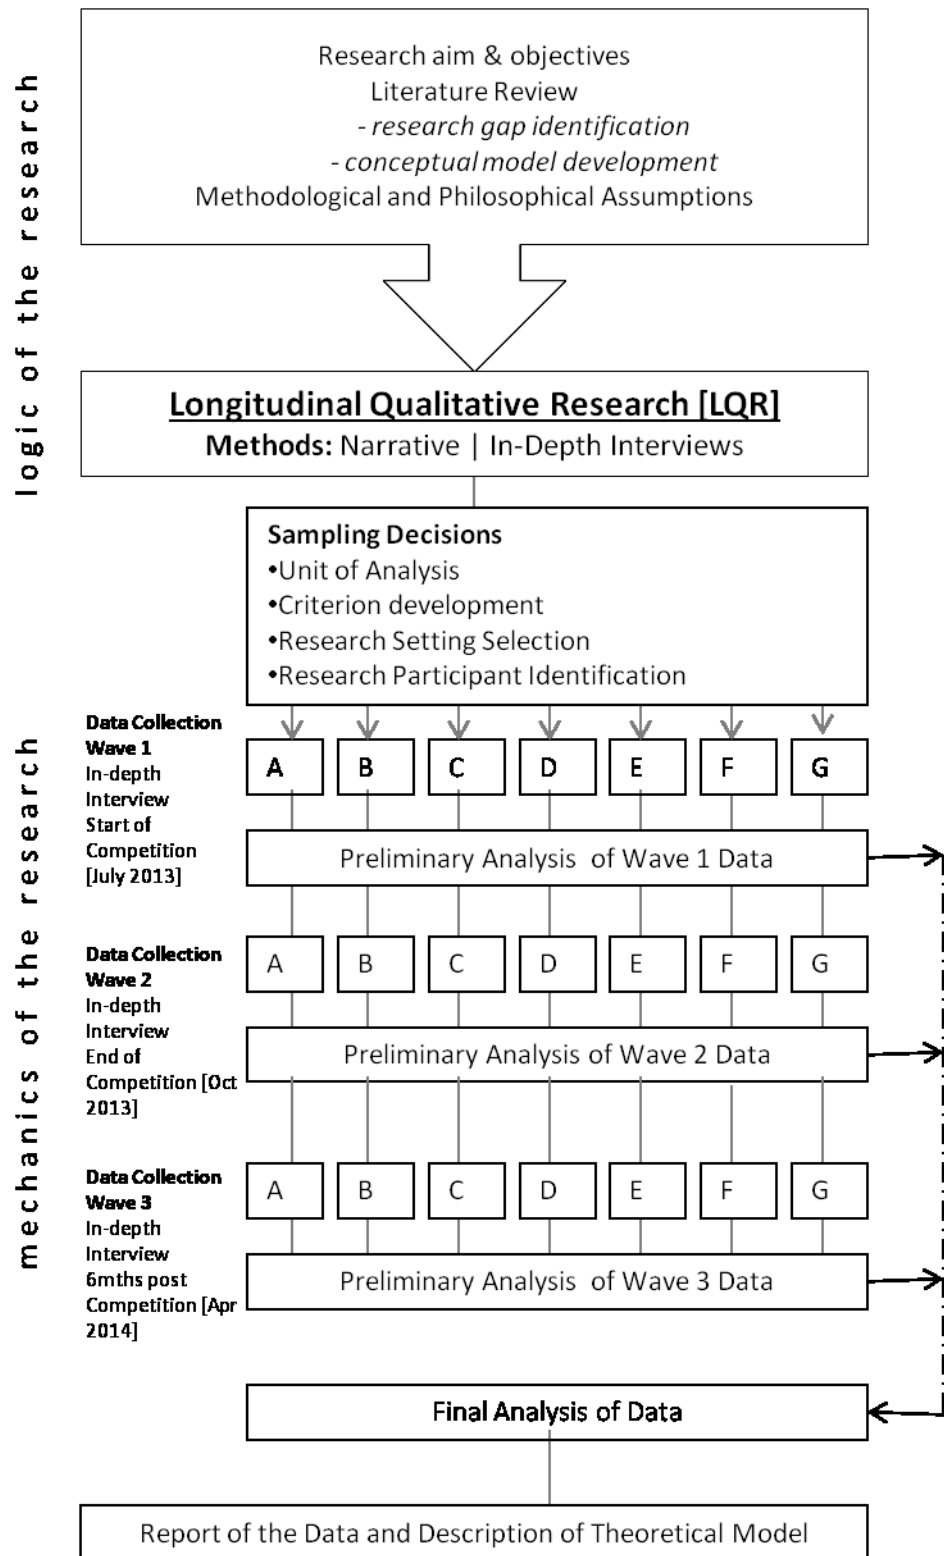 logic of the research
Research aim & objectives
Literature Review
- research gap identification
- conceptual model development
Methodological and Philosophical Assumptions
Longitudinal Qualitative Research [LQR]
Methods: Narrative | In-Depth Interviews
mechanics of the research
Sampling Decisions
•Unit of Analysis
•Criterion development
•Research Setting Selection
•Research Participant Identification
Data Collection
Wave 1
In-depth
Interview
Start of
Competition
[July 2013]
A B C D E F G
Preliminary Analysis of Wave 1 Data
Data Collection
Wave 2
In-depth
Interview
End of
Competition [Oct
2013]
A B C D E F G
Preliminary Analysis of Wave 2 Data
Data Collection
Wave 3
In-depth
Interview
6mths post
Competition [Apr
2014]
A B C D E F G
Preliminary Analysis of Wave 3 Data
Final Analysis of Data
Report of the Data and Description of Theoretical Model